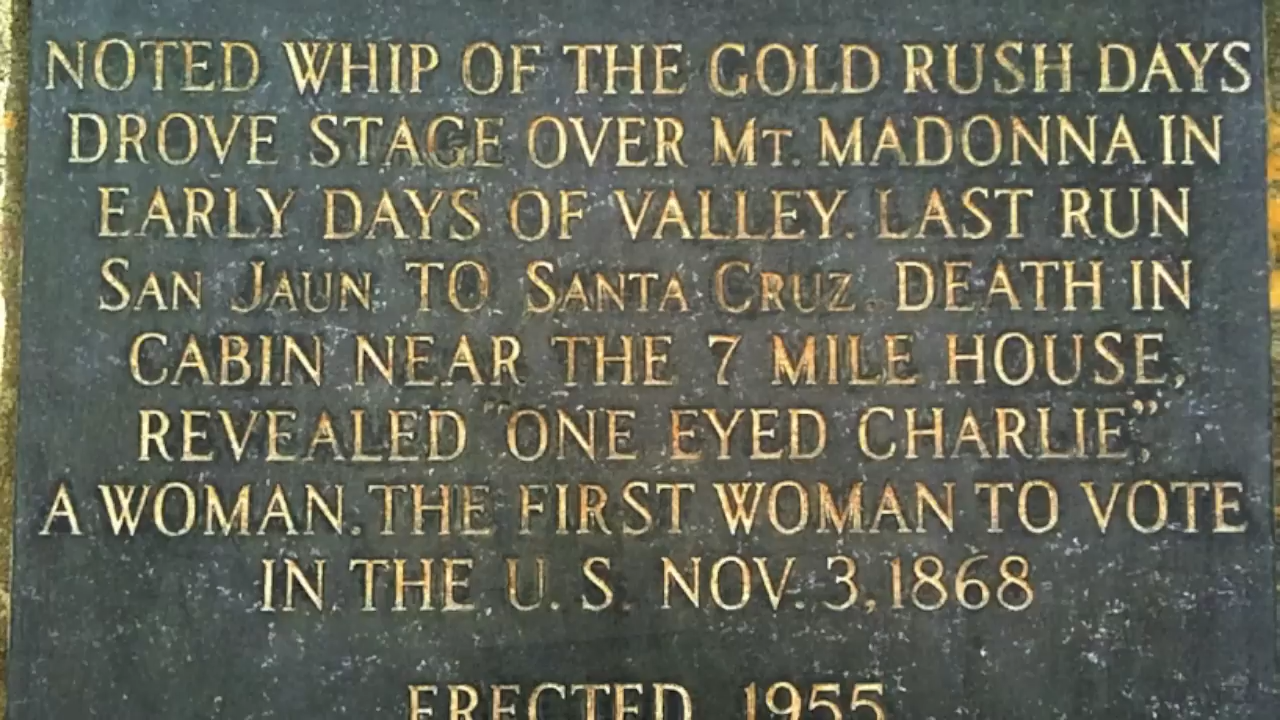 NOTED WHIP OF THE GOLD RUSH DAYS
DROVE STAGE OVER MT. MADONNA IN
EARLY DAYS OF VALLEY. LAST RUN
SAN JAUN TO SANTA CRUZ. DEATH IN
CABIN NEAR THE 7 MILE HOUSE,
REVEALED "ONE EYED CHARLIE,"
A WOMAN. THE FIRST WOMAN TO VOTE
IN THE U. S. NOV. 3, 1868
ERECTED 1955